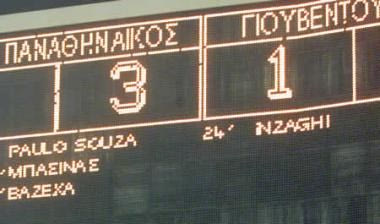 ΠΑΝΑΘΗΝΑΙΚΟΣ ΓΙΟΥΒΕΝΤΟΥ
3 1
PAULO SOUZA 24' INZAGHI
'ΜΠΑΣΙΝΑΣ
'ΒΑΖΕΧΑ